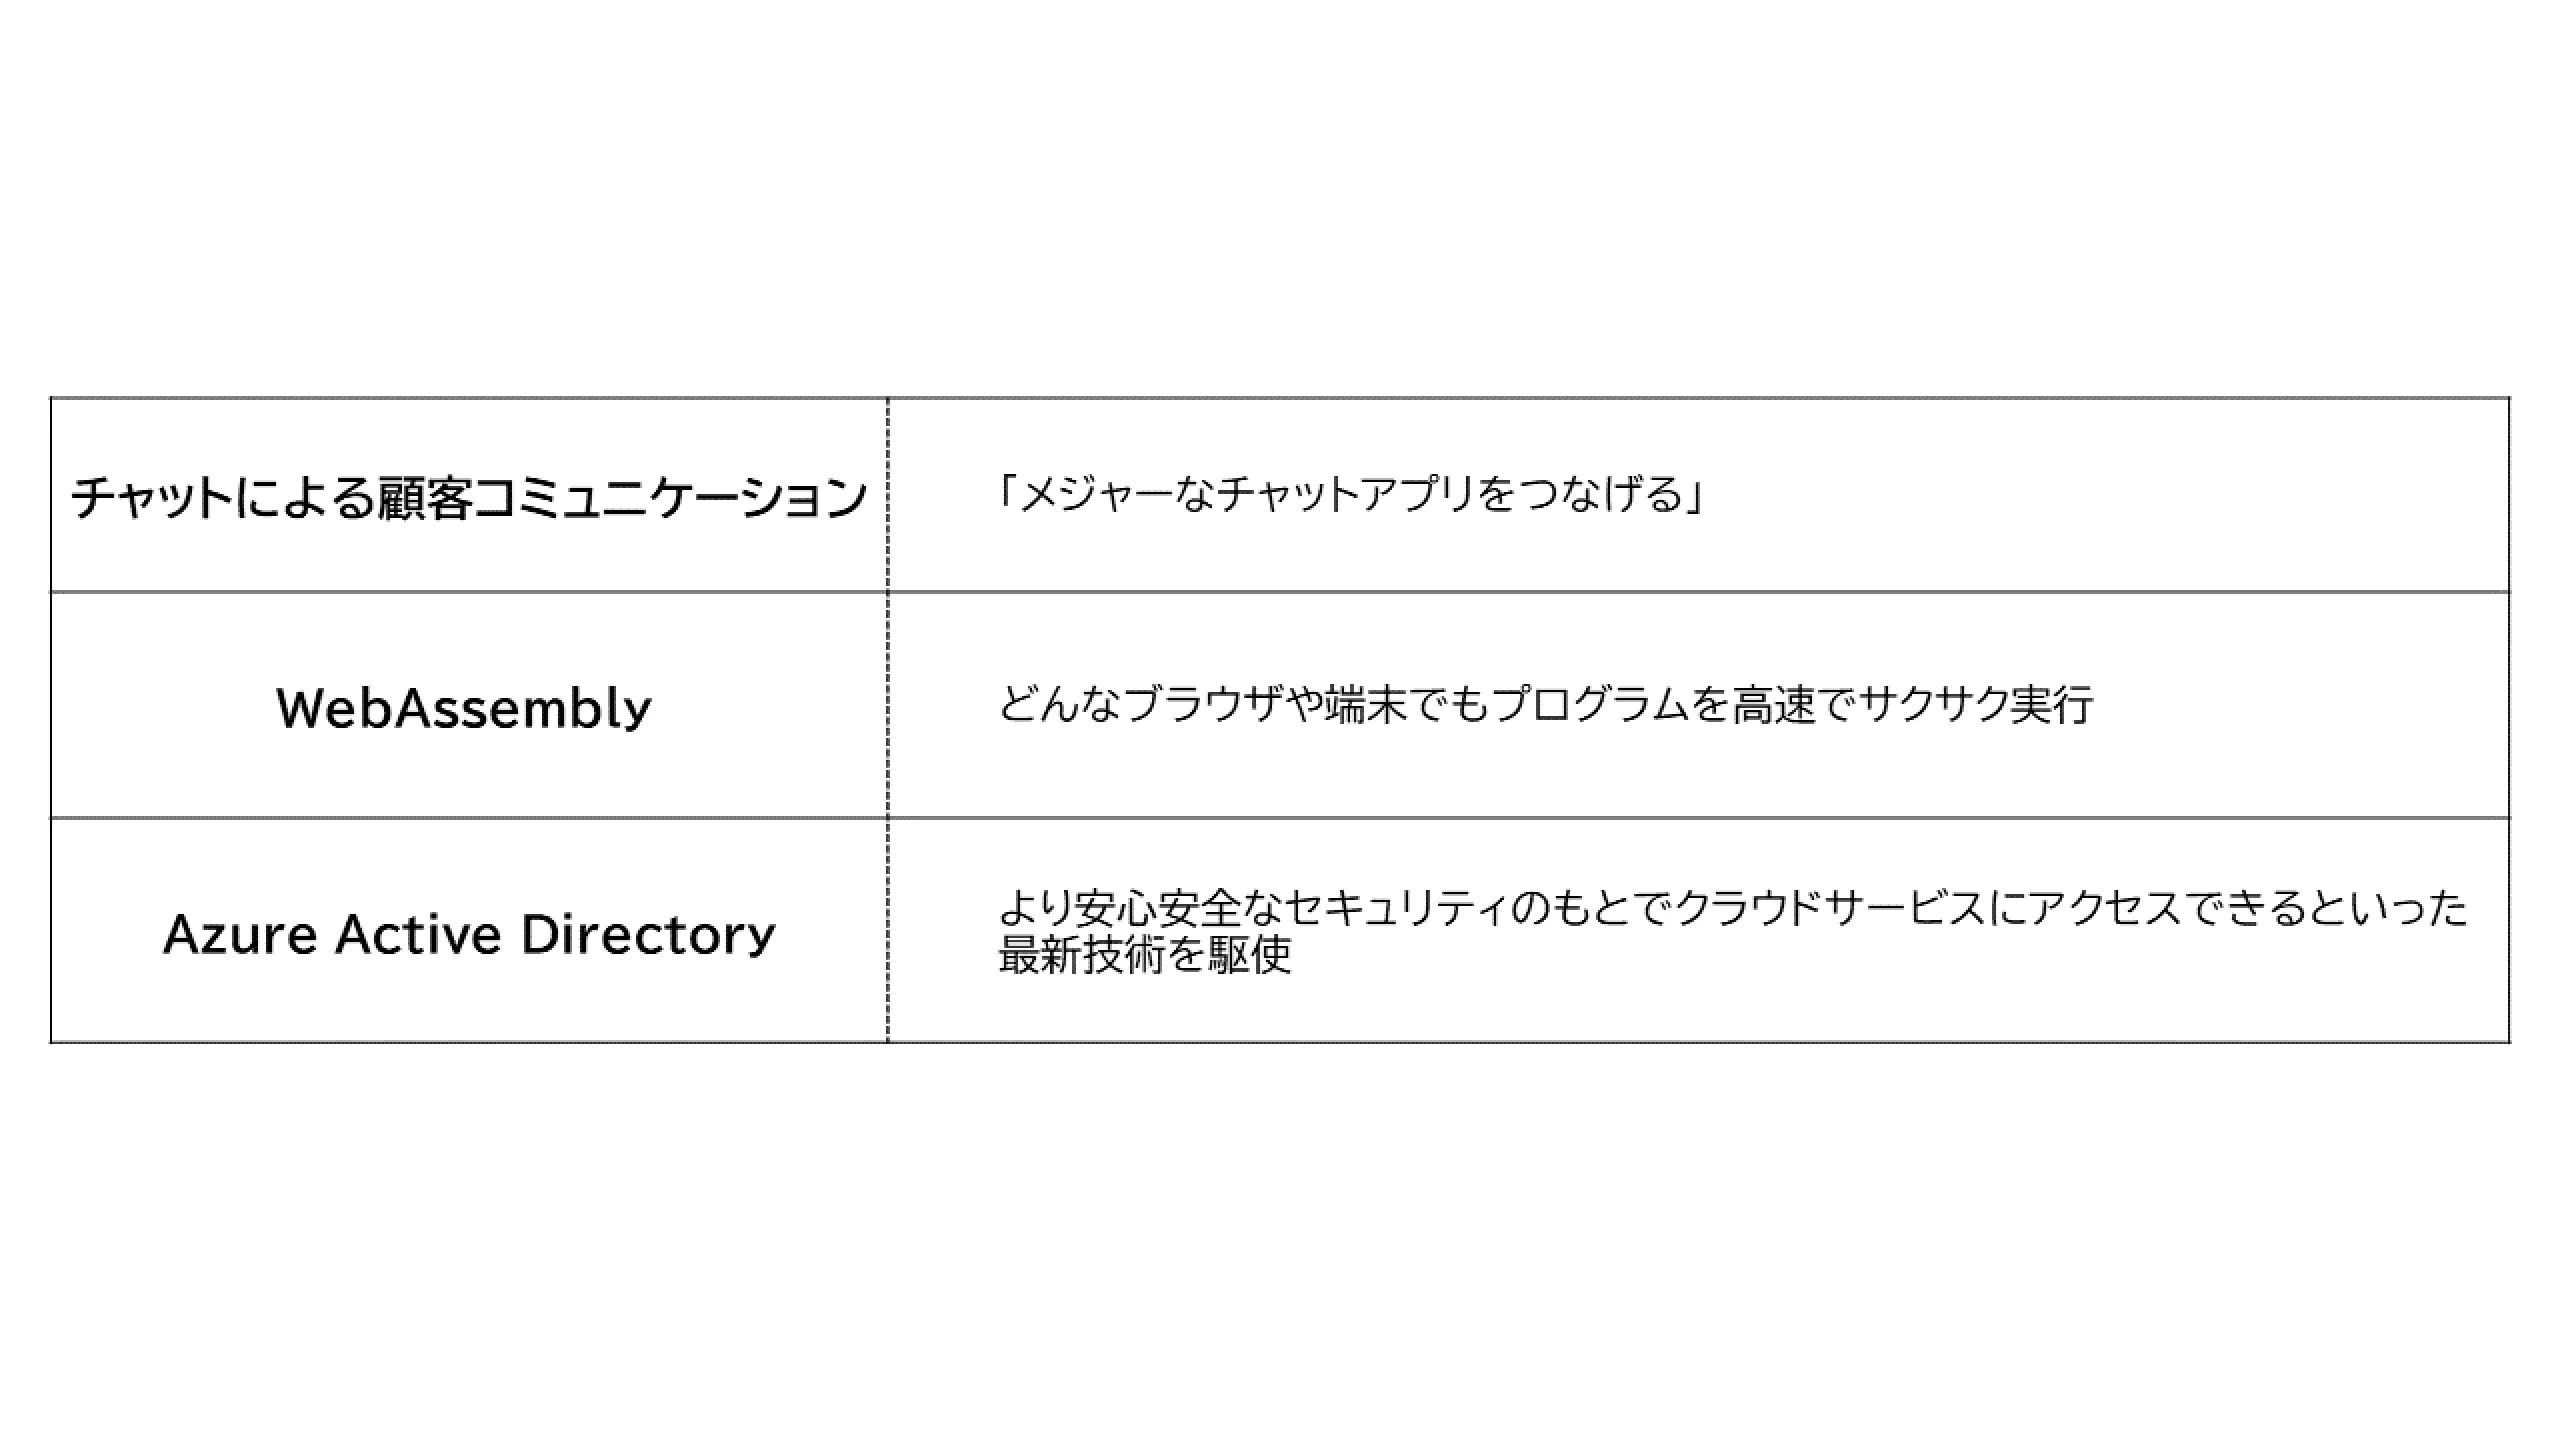 チャットによる顧客コミュニケーション
「メジャーなチャットアプリをつなげる」
WebAssembly
どんなブラウザや端末でもプログラムを高速でサクサク実行
Azure Active Directory
より安心安全なセキュリティのもとでクラウドサービスにアクセスできるといった
最新技術を駆使